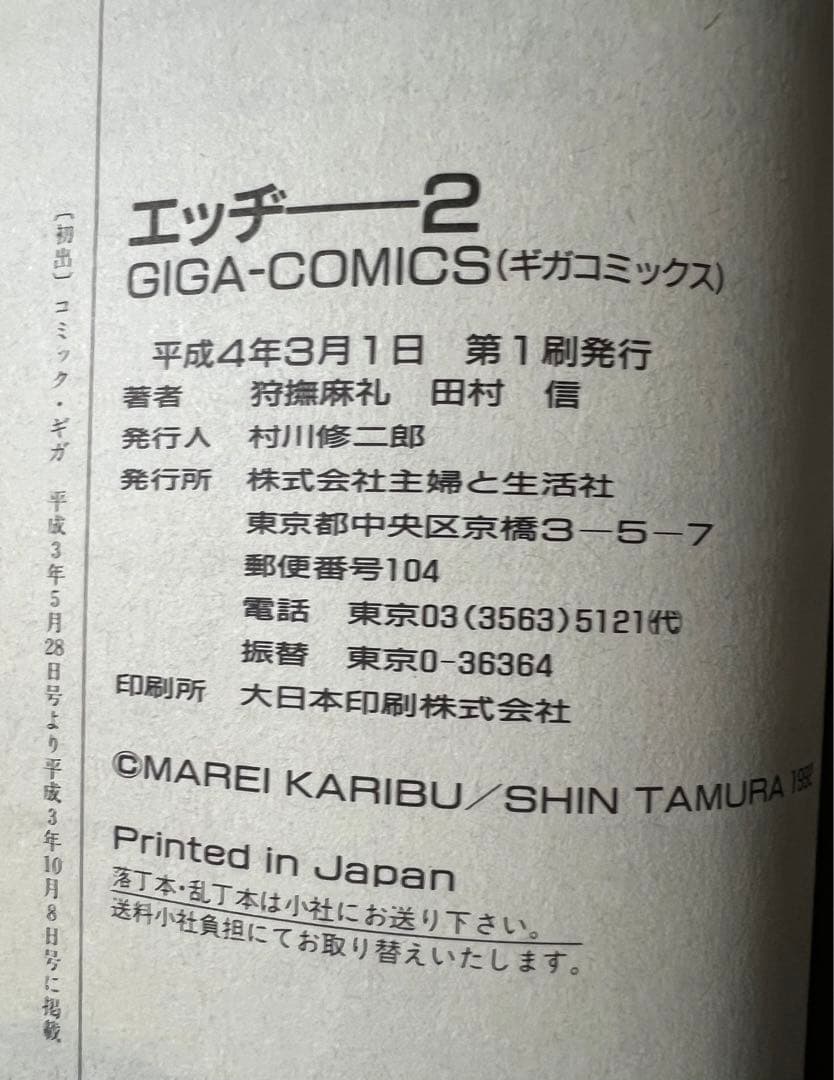 エッヂ——2
GIGA-COMICS(ギガコミックス)
平成4年3月1日　第1刷発行
著者　狩撫麻礼　田村　信
発行人　村川修二郎
発行所　株式会社主婦と生活社
東京都中央区京橋3－5－7
郵便番号104
電話　東京03(3563)5121(代)
振替　東京0-36364
印刷所　大日本印刷株式会社
©MAREI KARIBU／SHIN TAMURA 1992
Printed in Japan
落丁本・乱丁本は小社にお送り下さい。
送料小社負担にてお取り替えいたします。
〔初出〕コミック・ギガ　平成3年5月28日号より平成3年10月8日号に掲載